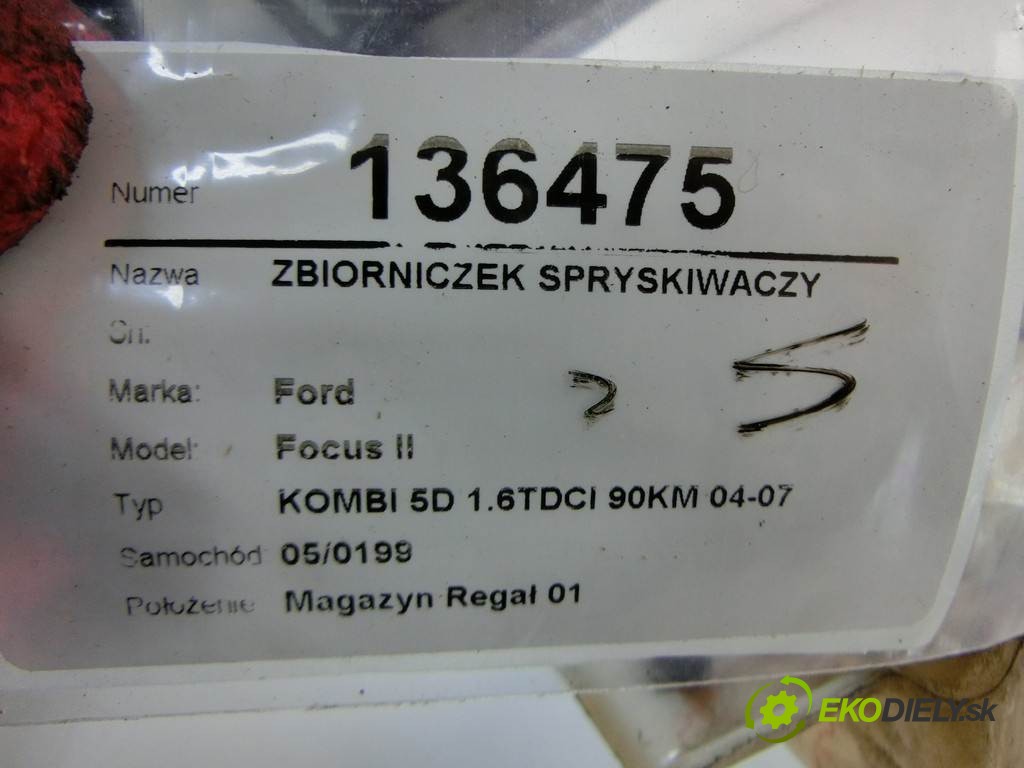 Numer 136475
Nazwa ZBIORNICZEK SPRYSKIWACZY
Sn.
Marka: Ford
Model: Focus II
Typ KOMBI 5D 1.6TDCI 90KM 04-07
Samochód 05/0199
Położenie Magazyn Regał 01
EKODIELY.sk